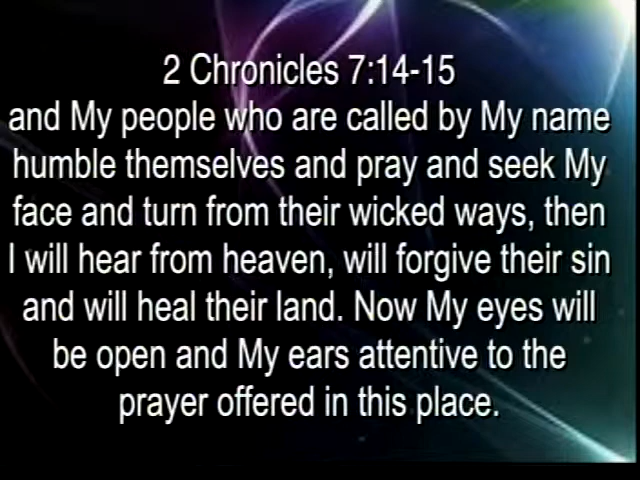 2 Chronicles 7:14-15
and My people who are called by My name
humble themselves and pray and seek My
face and turn from their wicked ways, then
I will hear from heaven, will forgive their sin
and will heal their land. Now My eyes will
be open and My ears attentive to the
prayer offered in this place.